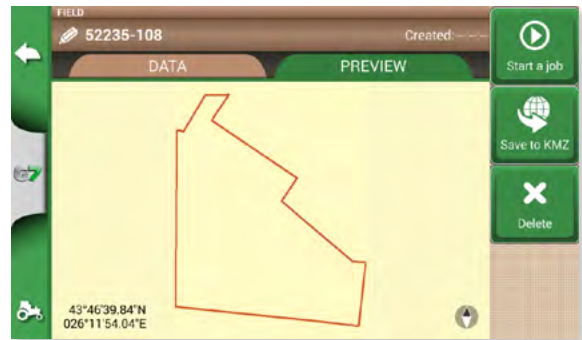 FIELD
52235-108
Created: --.--.--
DATA
PREVIEW
Start a job
Save to KMZ
Delete
43°46'39.84"N
026°11'54.04"E